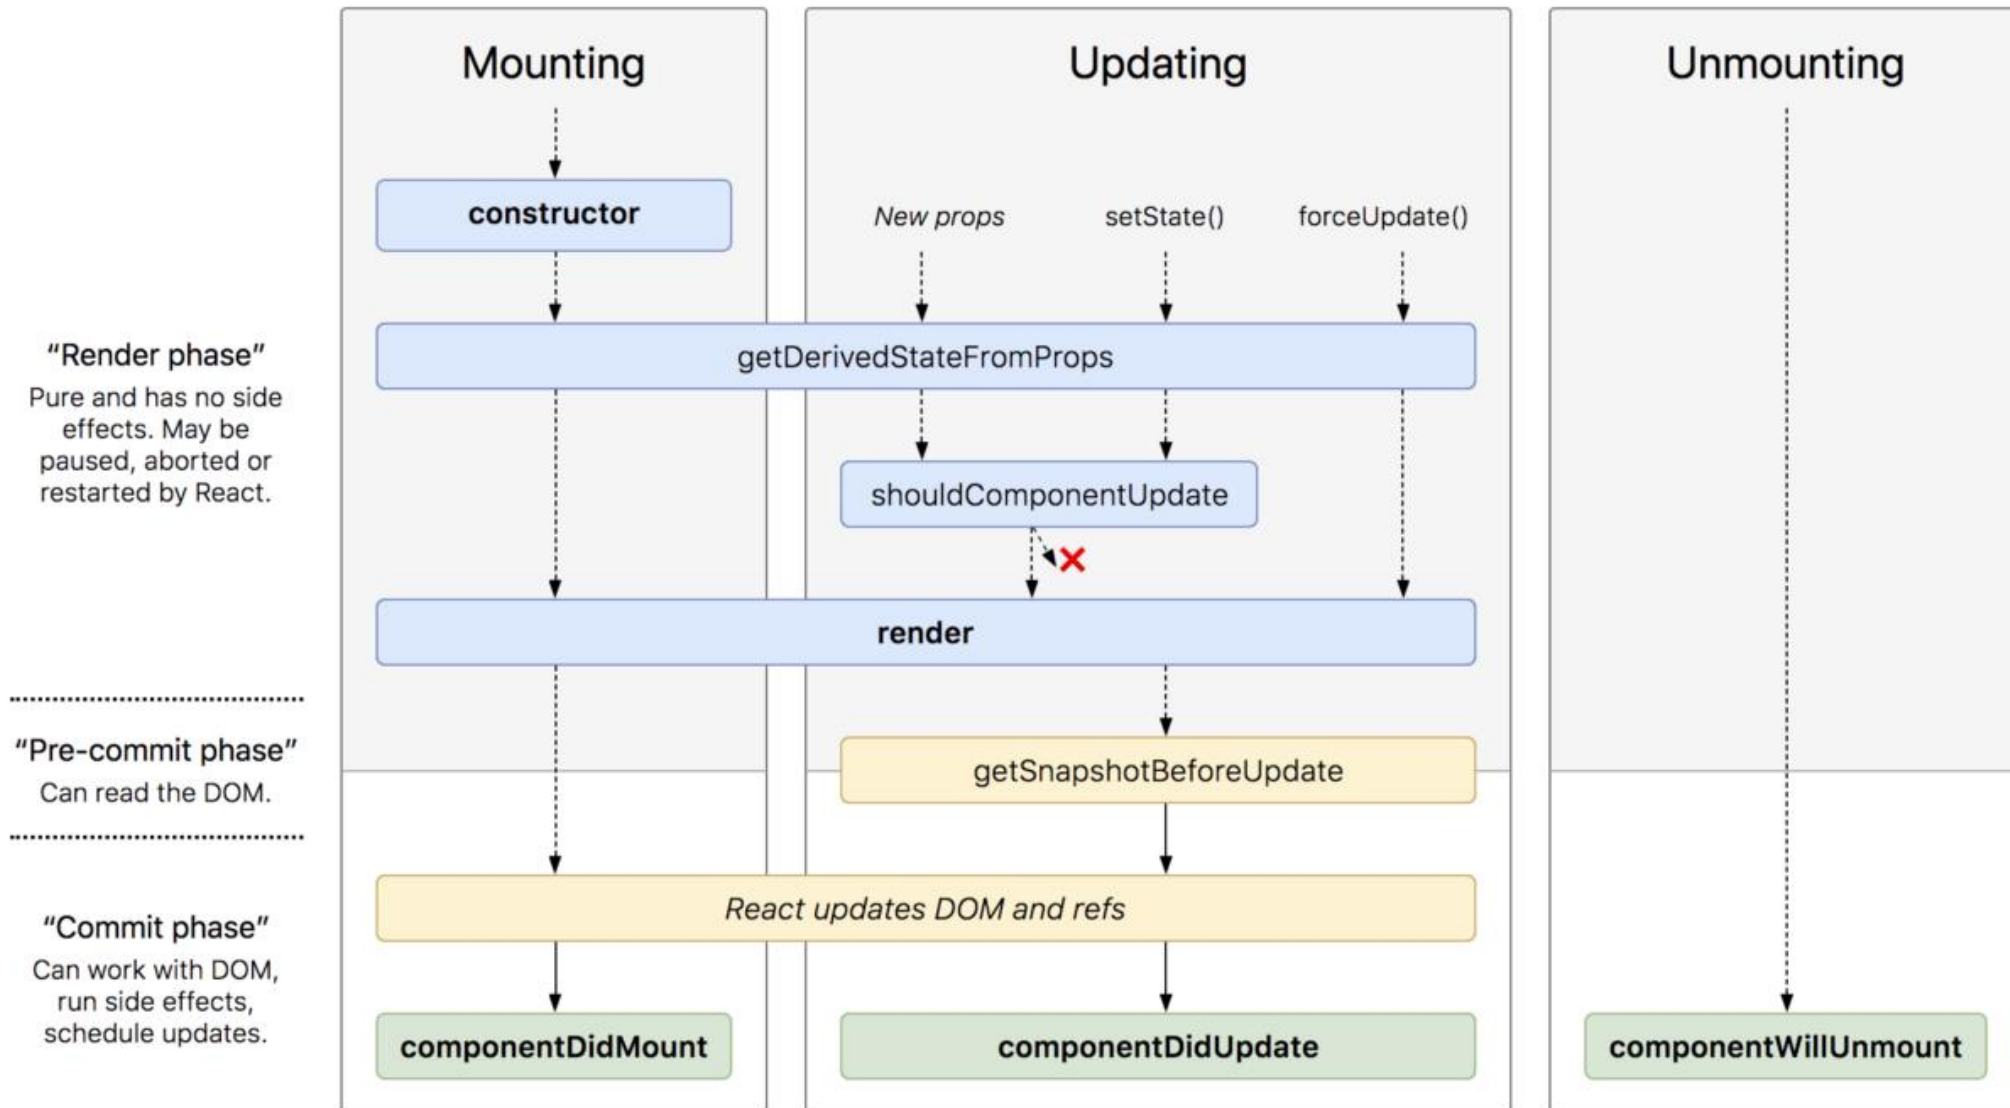 Mounting
Updating
Unmounting
constructor
New props
setState()
forceUpdate()
“Render phase”
Pure and has no side
effects. May be
paused, aborted or
restarted by React.
getDerivedStateFromProps
shouldComponentUpdate
render
“Pre-commit phase”
Can read the DOM.
getSnapshotBeforeUpdate
“Commit phase”
Can work with DOM,
run side effects,
schedule updates.
React updates DOM and refs
componentDidMount
componentDidUpdate
componentWillUnmount